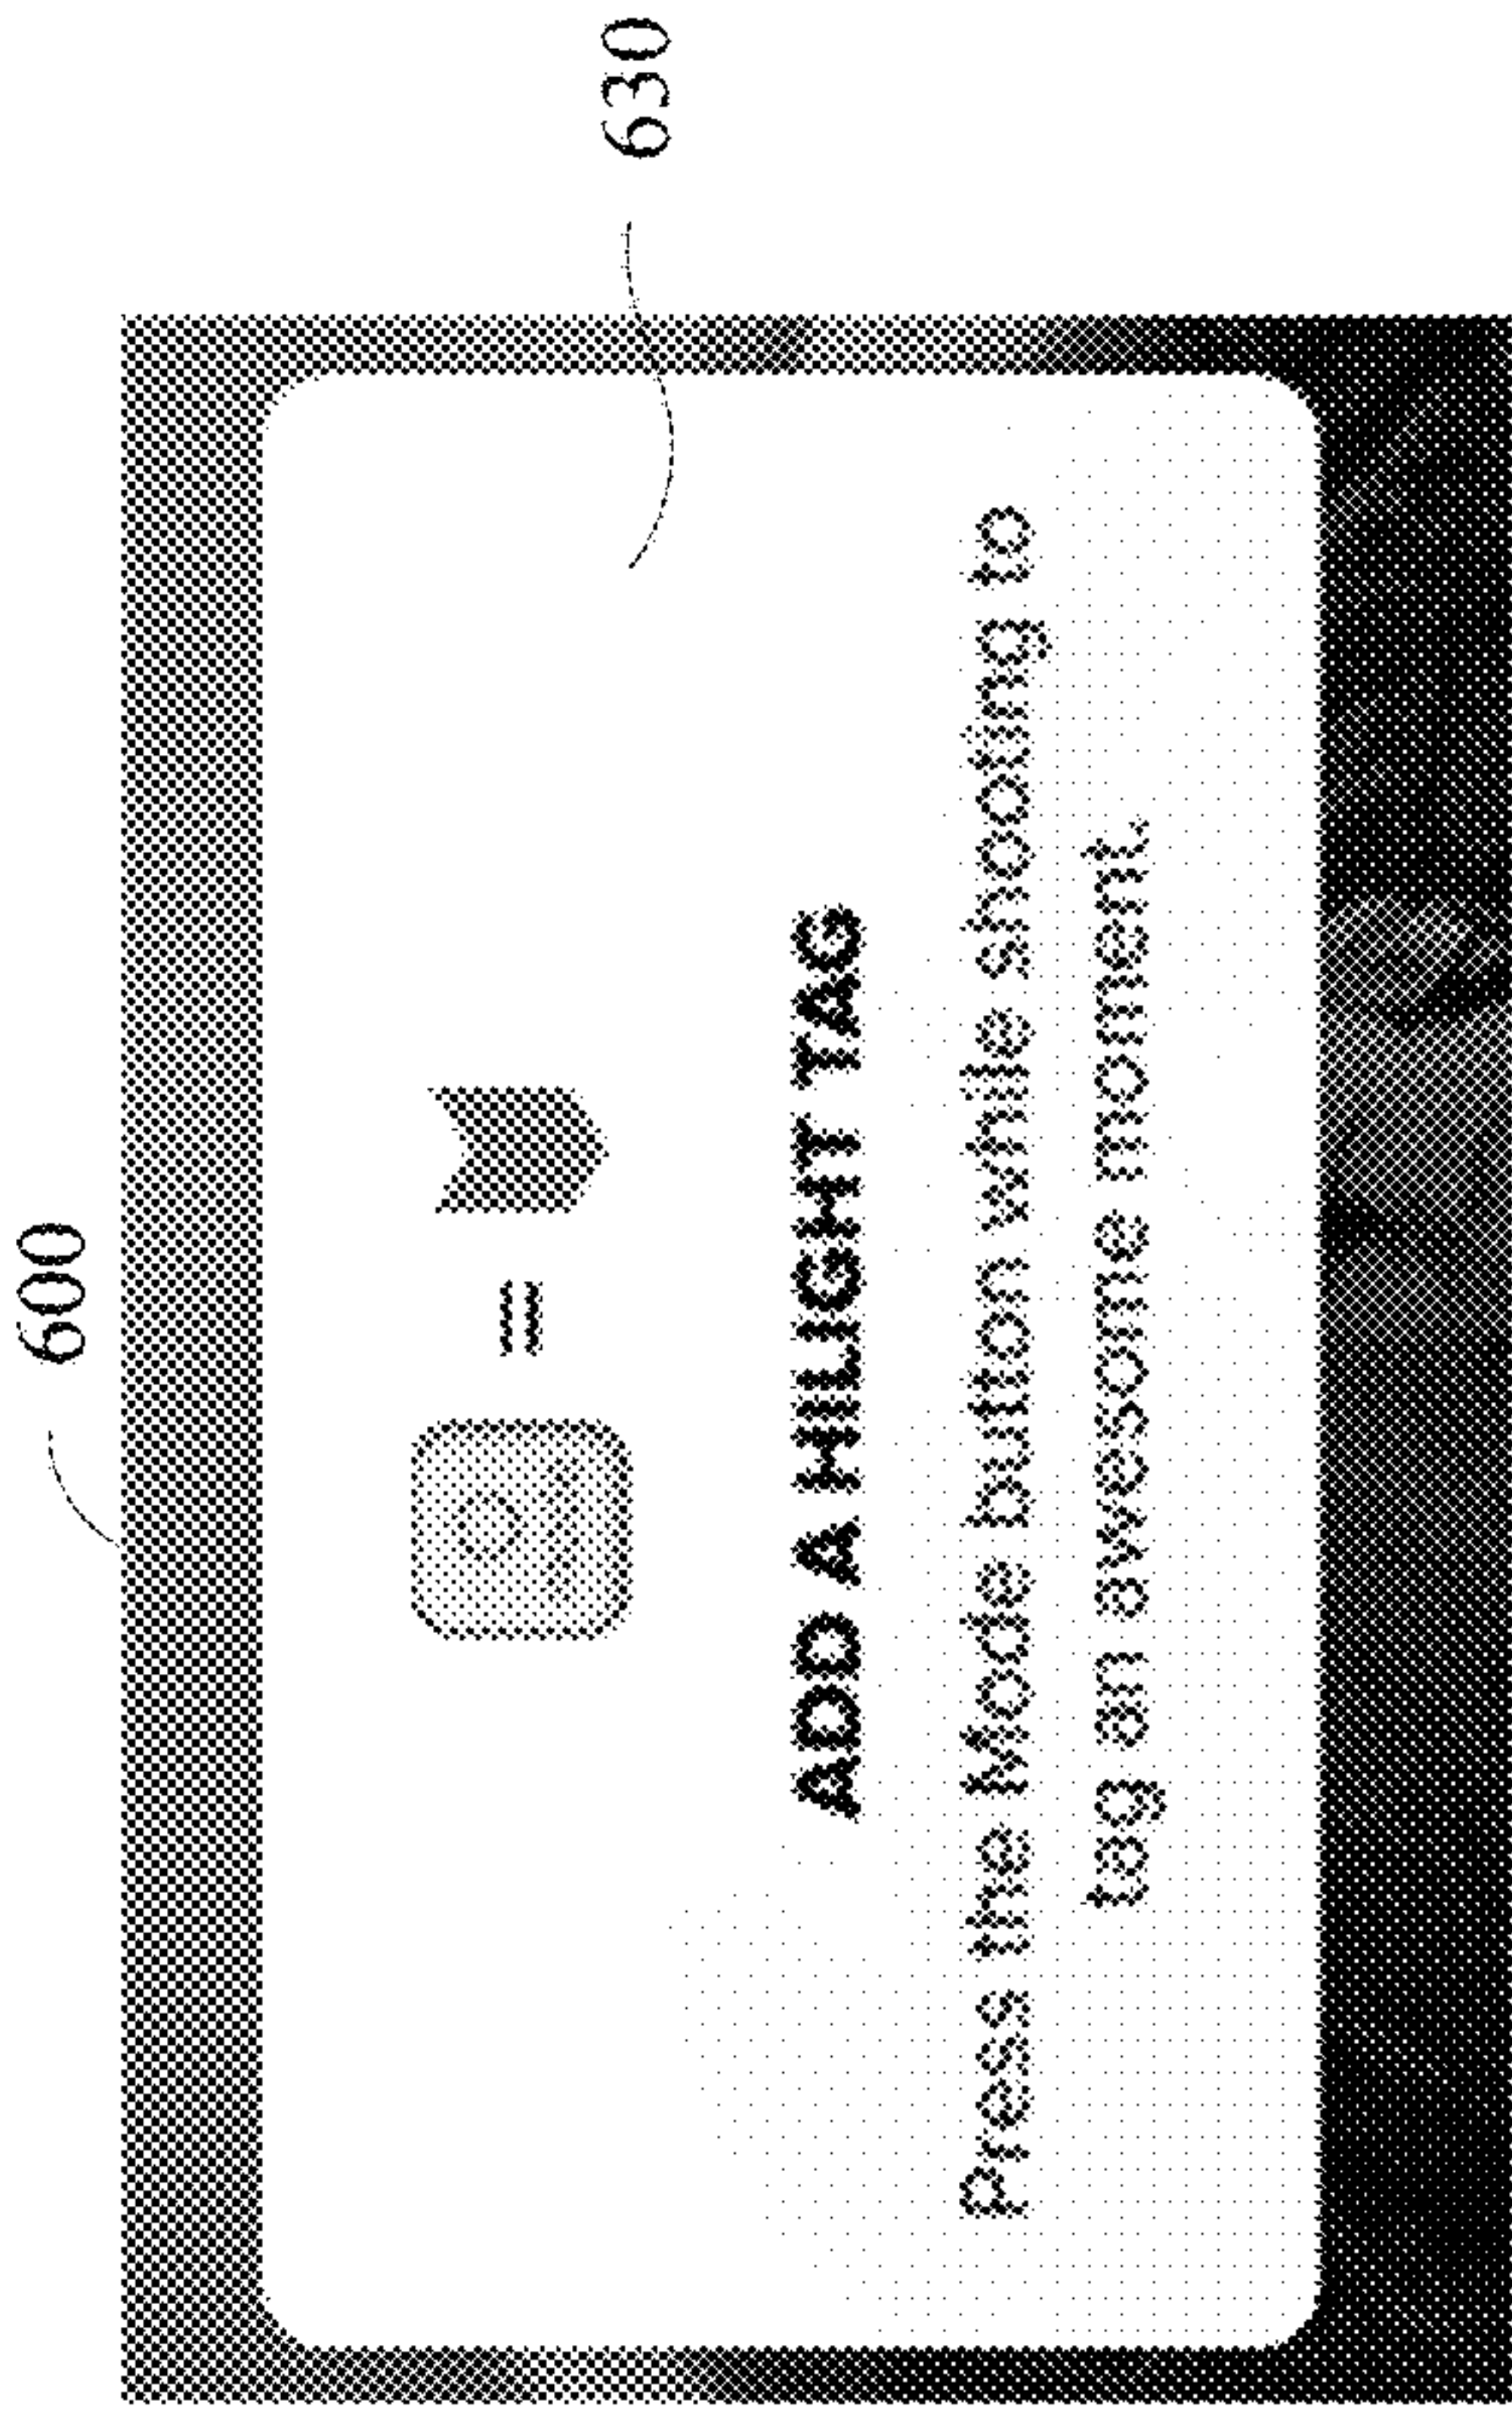 600
630
=
ADD A HILIGHT TAG
Press the Mode button while shooting to
tag an awesome moment.